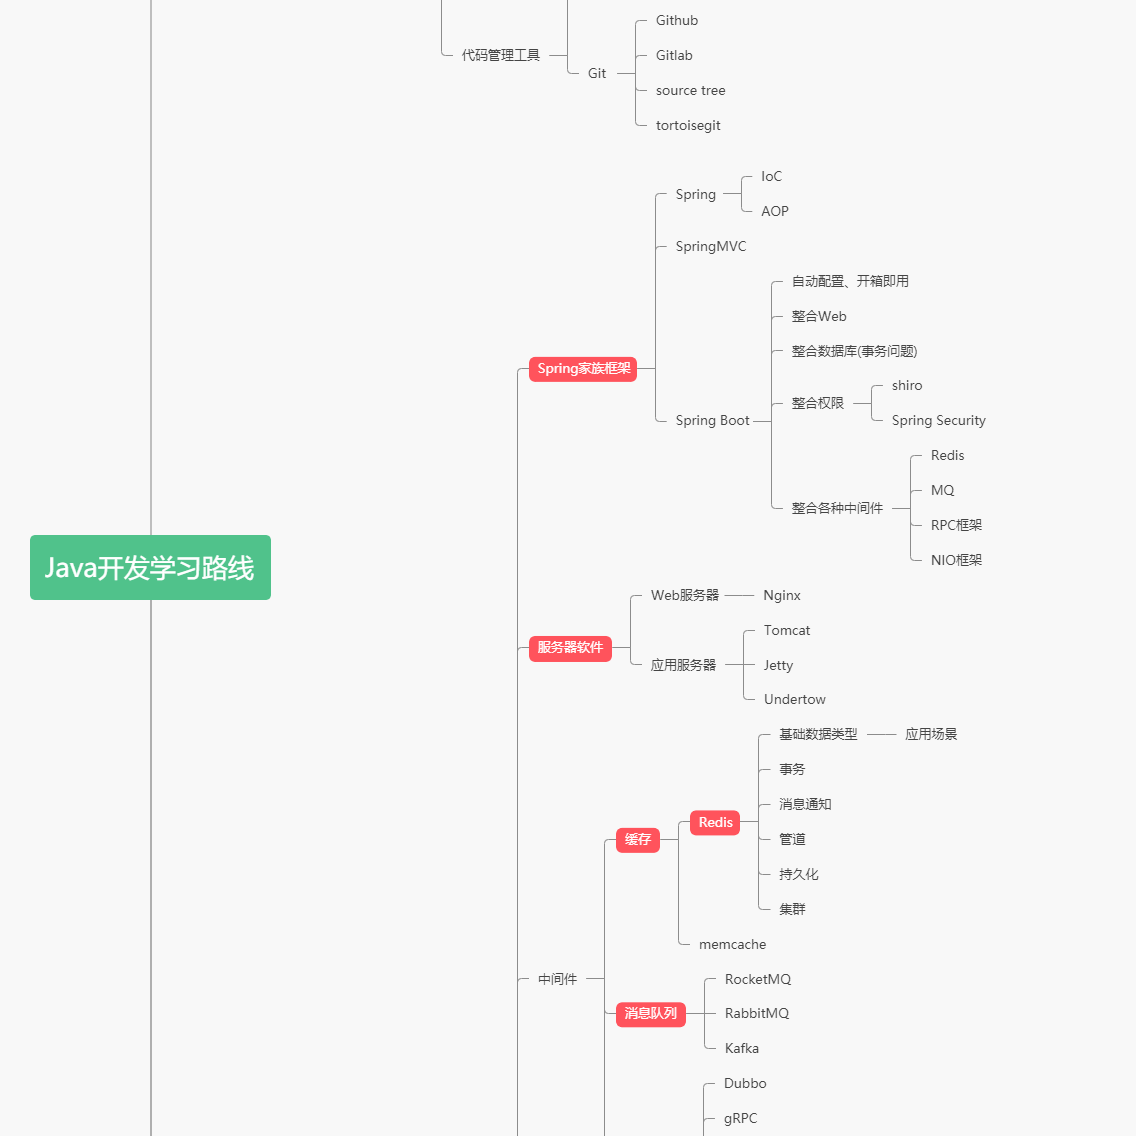 Github
代码管理工具
Gitlab
Git
source tree
tortoisegit
IoC
Spring
AOP
SpringMVC
自动配置、开箱即用
整合Web
整合数据库(事务问题)
Spring家族框架
shiro
整合权限
Spring Boot
Spring Security
Redis
MQ
整合各种中间件
RPC框架
NIO框架
Java开发学习路线
Web服务器
Nginx
Tomcat
服务器软件
应用服务器
Jetty
Undertow
基础数据类型
应用场景
事务
消息通知
Redis
缓存
管道
持久化
集群
memcache
中间件
RocketMQ
消息队列
RabbitMQ
Kafka
Dubbo
gRPC